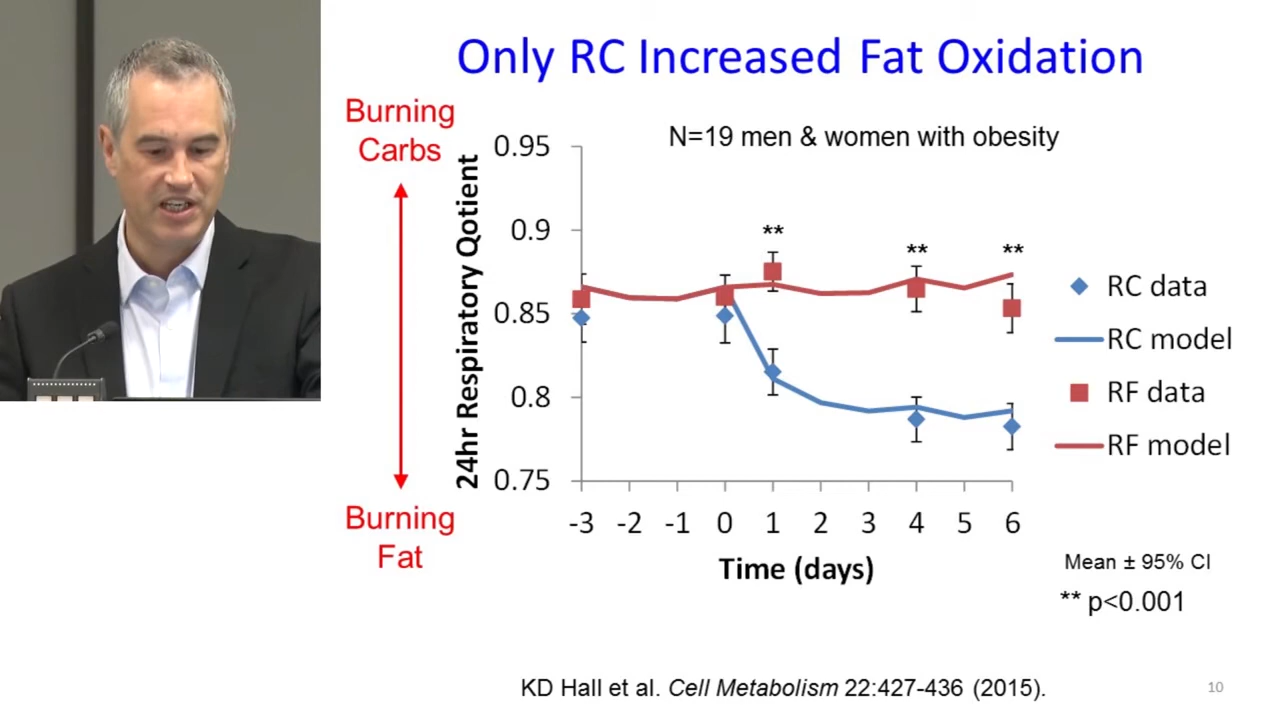 Only RC Increased Fat Oxidation
Burning
Carbs
Burning
Fat
24hr Respiratory Qotient
0.95
0.9
0.85
0.8
0.75
N=19 men & women with obesity
**
**
**
-3 -2 -1 0 1 2 3 4 5 6
Time (days)
RC data
RC model
RF data
RF model
Mean ± 95% CI
** p<0.001
KD Hall et al. Cell Metabolism 22:427-436 (2015).
10